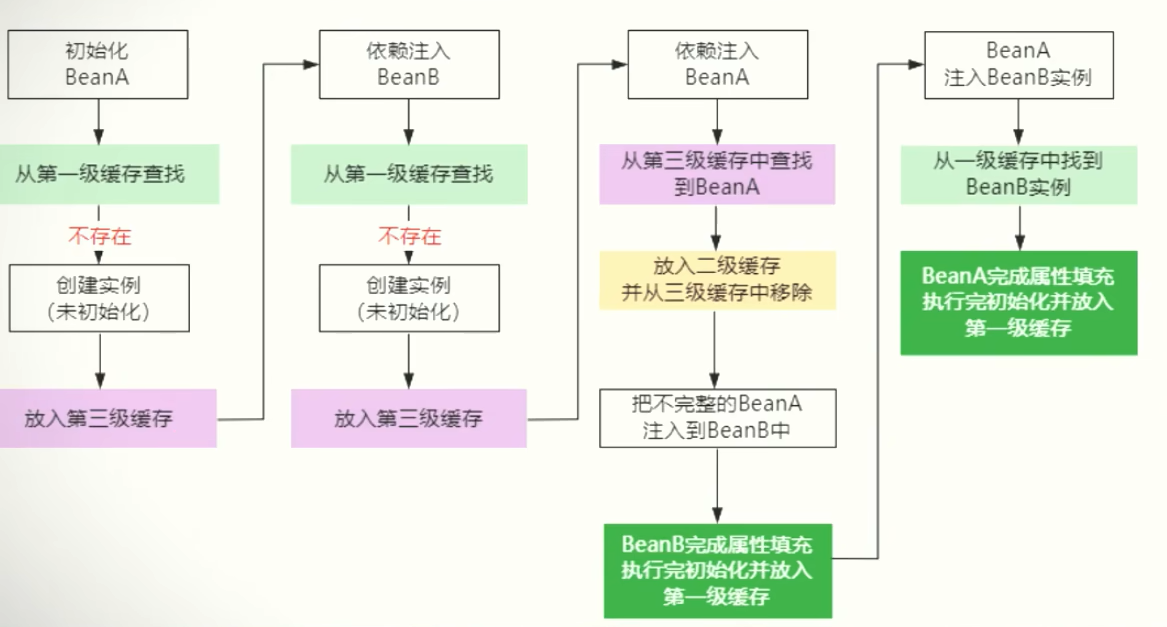 初始化
BeanA
从第一级缓存查找
不存在
创建实例
（未初始化）
放入第三级缓存
依赖注入
BeanB
从第一级缓存查找
不存在
创建实例
（未初始化）
放入第三级缓存
依赖注入
BeanA
从第三级缓存中查找
到BeanA
放入二级缓存
并从三级缓存中移除
把不完整的BeanA
注入到BeanB中
BeanB完成属性填充
执行完初始化并放入
第一级缓存
BeanA
注入BeanB实例
从一级缓存中找到
BeanB实例
BeanA完成属性填充
执行完初始化并放入
第一级缓存